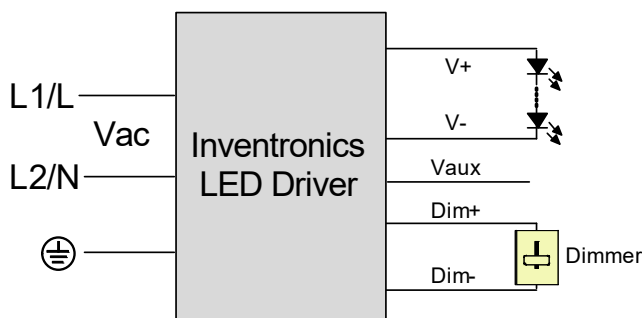 L1/L
Vac
L2/N
Inventronics
LED Driver
V+
V-
Vaux
Dim+
Dim-
Dimmer